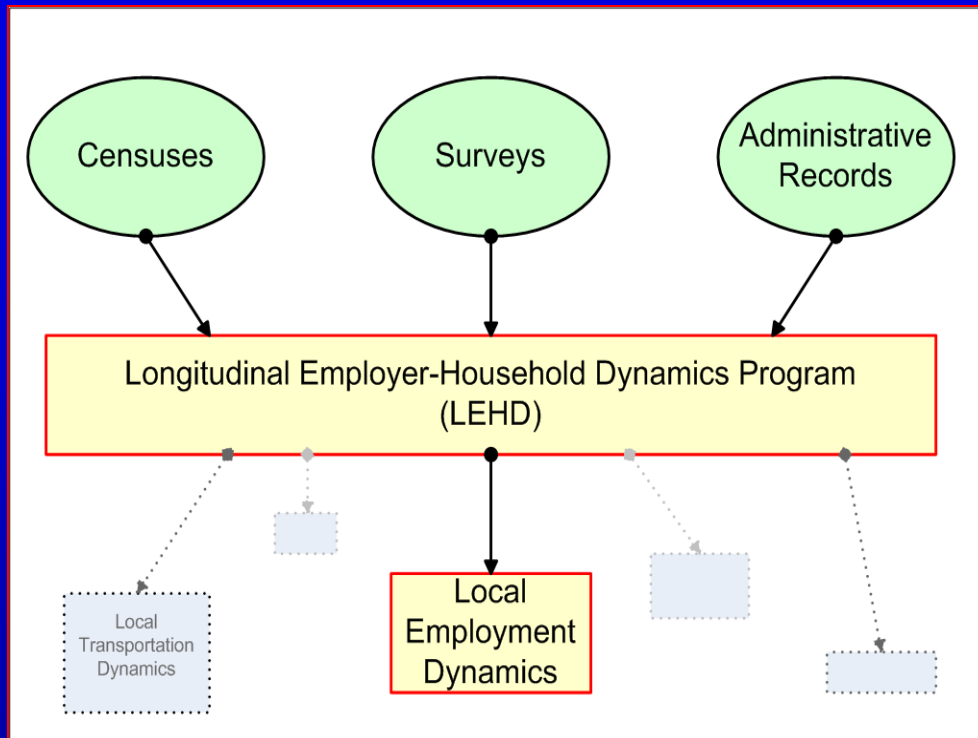 Censuses
Surveys
Administrative
Records
Longitudinal Employer-Household Dynamics Program
(LEHD)
Local
Transportation
Dynamics
Local
Employment
Dynamics